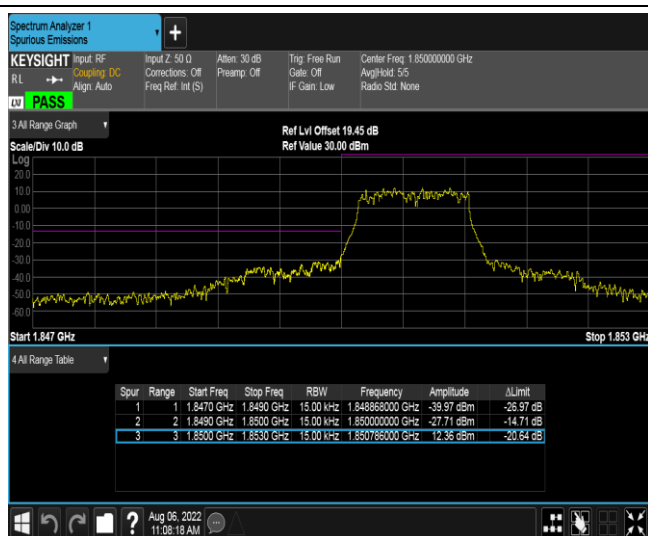 Spectrum Analyzer 1
Spurious Emissions
KEYSIGHT Input: RF Input Z: 50 Ω Atten: 30 dB Trig: Free Run Center Freq: 1.850000000 GHz
RL Coupling: DC Corrections: Off Preamp: Off Gate: Off Avg|Hold: 5/5
Align: Auto Freq Ref: Int (S) IF Gain: Low Radio Std: None
LXI PASS
3 All Range Graph
Ref Lvl Offset 19.45 dB
Scale/Div 10.0 dB Ref Value 30.00 dBm
Log
20.0
10.0
0.00
-10.0
-20.0
-30.0
-40.0
-50.0
-60.0
Start 1.847 GHz Stop 1.853 GHz
4 All Range Table
Spur Range Start Freq Stop Freq RBW Frequency Amplitude ΔLimit
1 1 1.8470 GHz 1.8490 GHz 15.00 kHz 1.848868000 GHz -39.97 dBm -26.97 dB
2 2 1.8490 GHz 1.8500 GHz 15.00 kHz 1.850000000 GHz -27.71 dBm -14.71 dB
3 3 1.8500 GHz 1.8530 GHz 15.00 kHz 1.850786000 GHz 12.36 dBm -20.64 dB
? Aug 06, 2022
11:08:18 AM